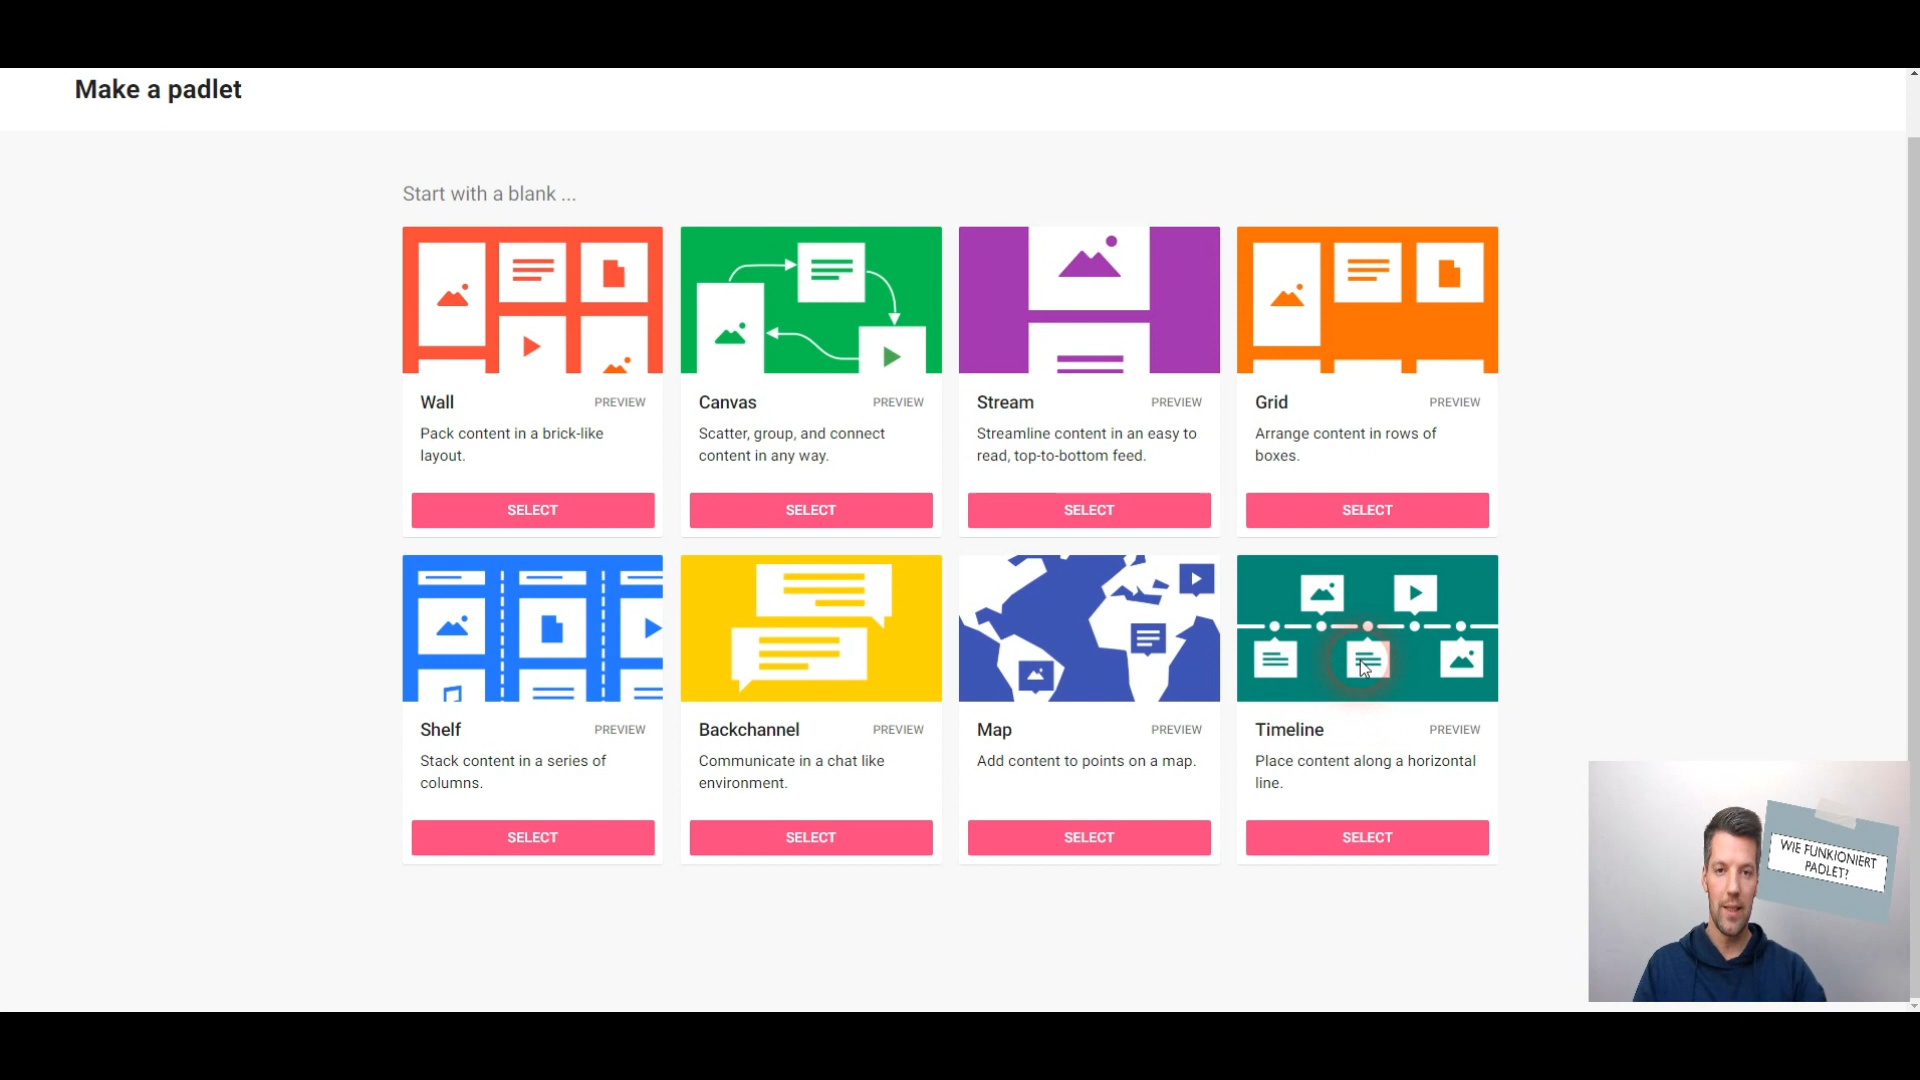 Make a padlet
Start with a blank ...
Wall PREVIEW
Pack content in a brick-like
layout.
SELECT
Canvas PREVIEW
Scatter, group, and connect
content in any way.
SELECT
Stream PREVIEW
Streamline content in an easy to
read, top-to-bottom feed.
SELECT
Grid PREVIEW
Arrange content in rows of
boxes.
SELECT
Shelf PREVIEW
Stack content in a series of
columns.
SELECT
Backchannel PREVIEW
Communicate in a chat like
environment.
SELECT
Map PREVIEW
Add content to points on a map.
SELECT
Timeline PREVIEW
Place content along a horizontal
line.
SELECT
WIE FUNKIONIERT
PADLET?